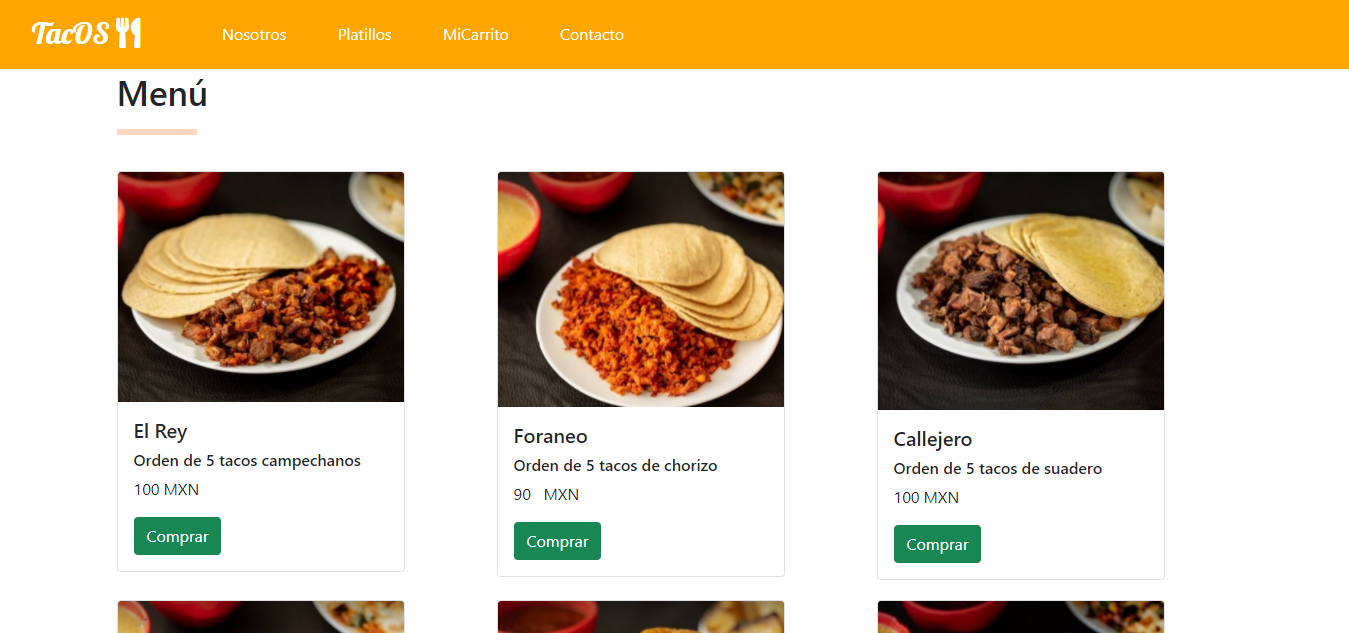 TacOS
Nosotros
Platillos
MiCarrito
Contacto
Menú
El Rey
Orden de 5 tacos campechanos
100 MXN
Comprar
Foraneo
Orden de 5 tacos de chorizo
90 MXN
Comprar
Callejero
Orden de 5 tacos de suadero
100 MXN
Comprar